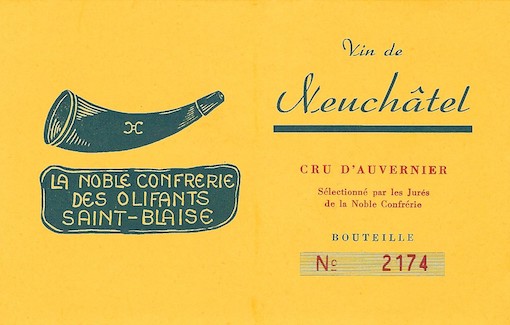 LA NOBLE CONFRERIE
DES OLIFANTS
SAINT-BLAISE
Vin de
Neuchâtel
CRU D'AUVERNIER
Sélectionné par les Jurés
de la Noble Confrérie
BOUTEILLE
No 2174